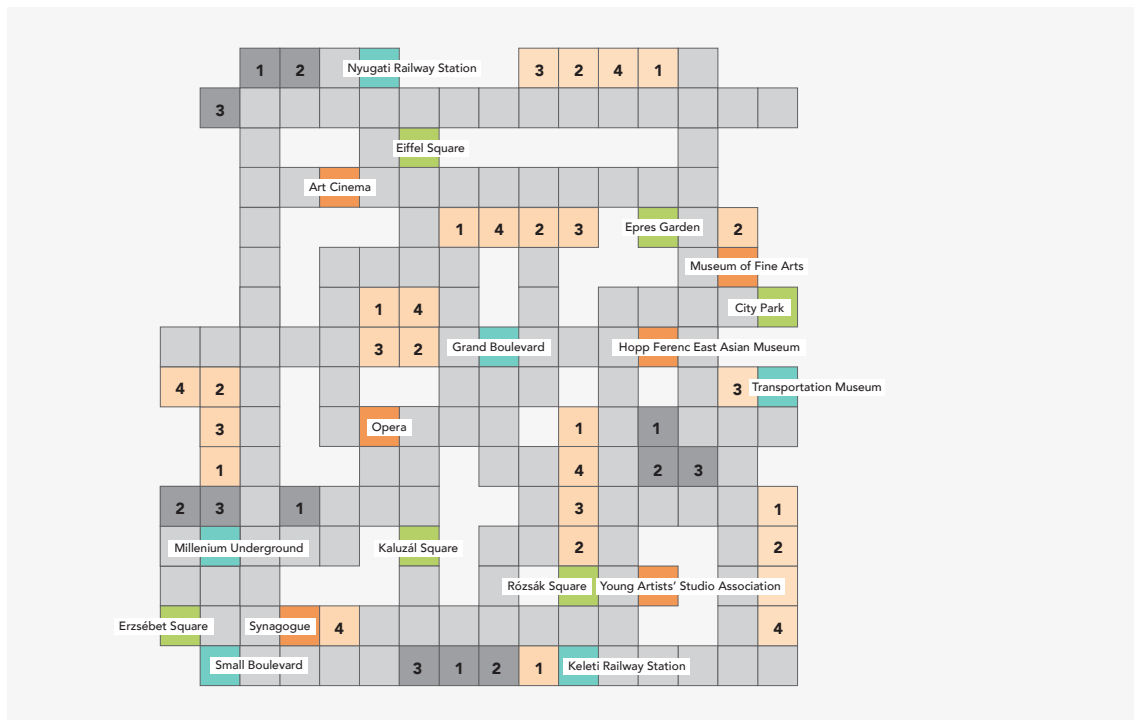 1 2 Nyugati Railway Station 3 2 4 1
3
Eiffel Square
Art Cinema
1 4 2 3 Epres Garden 2
Museum of Fine Arts
1 4 City Park
3 2 Grand Boulevard Hopp Ferenc East Asian Museum
4 2 3 Transportation Museum
3 Opera 1 1
1 4 2 3
2 3 1 3 1
Millenium Underground Kaluzál Square 2 2
Rózsák Square Young Artists' Studio Association
Erzsébet Square Synagogue 4 4
Small Boulevard 3 1 2 1 Keleti Railway Station